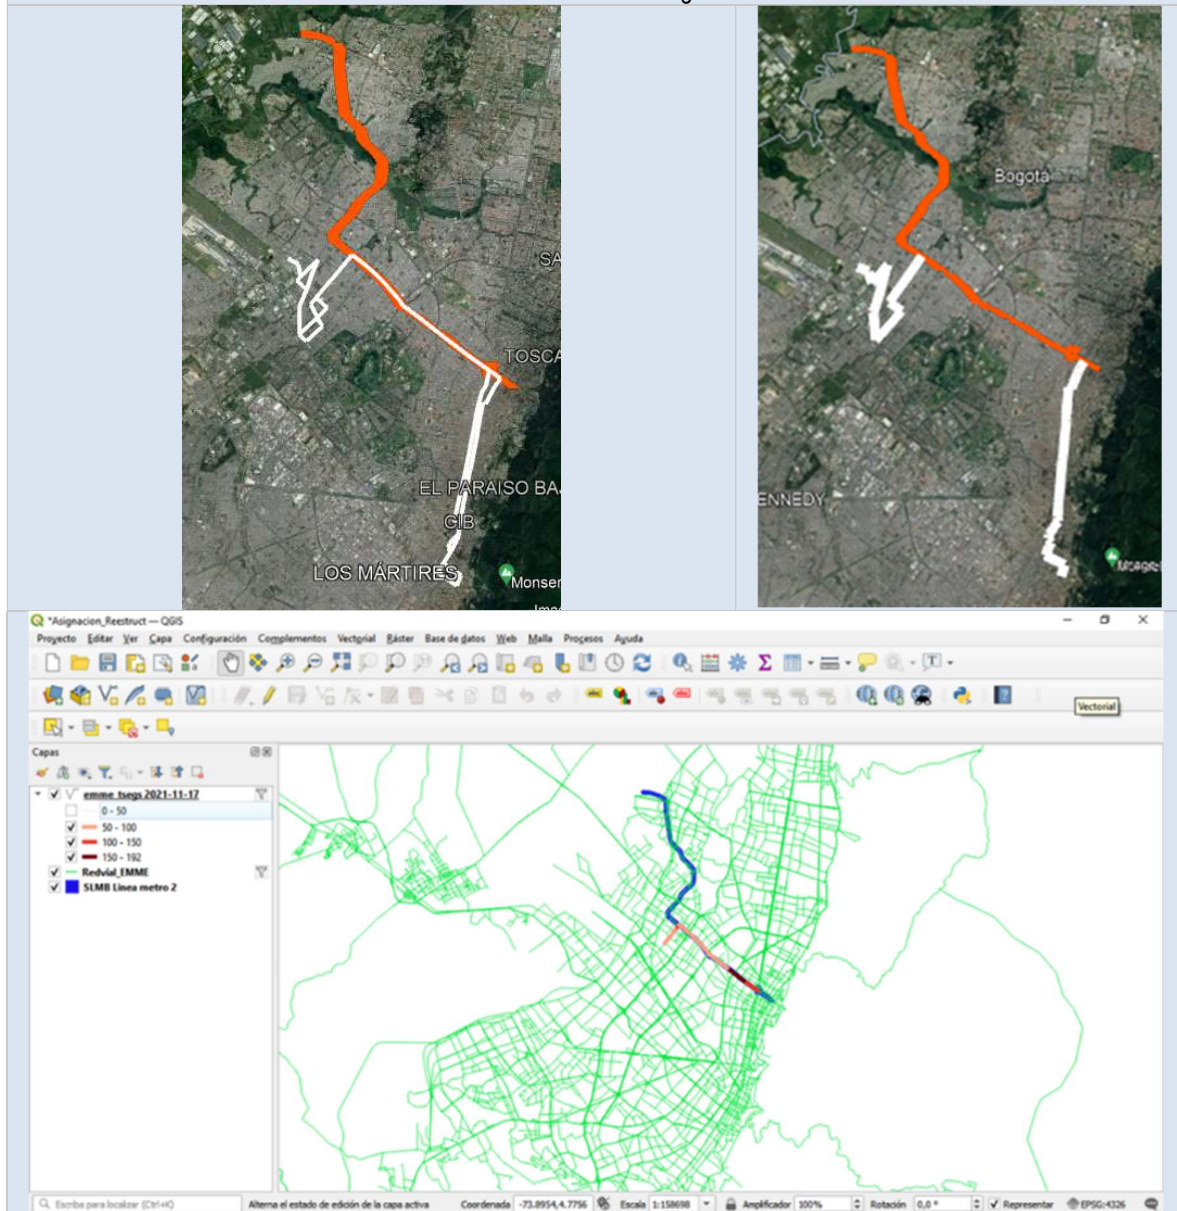 SA
TOSCA
EL PARAISO BA
GIB
LOS MÁRTIRES
Monser
Bogotá
ENNEDY
*Asignacion_Reestruct — QGIS
Proyecto Editar Ver Capa Configuración Complementos Vectorial Ráster Base de datos Web Malla Procesos Ayuda
Vectorial
Capas
emme_tsegs 2021-11-17
0 - 50
50 - 100
100 - 150
150 - 192
Redvial_EMME
SLMB Linea metro 2
Escriba para localizar (Ctrl+K) Alterna el estado de edición de la capa activa Coordenada -73.8954,4.7756 Escala 1:158698 Amplificador 100% Rotación 0,0 ° Representar EPSG:4326